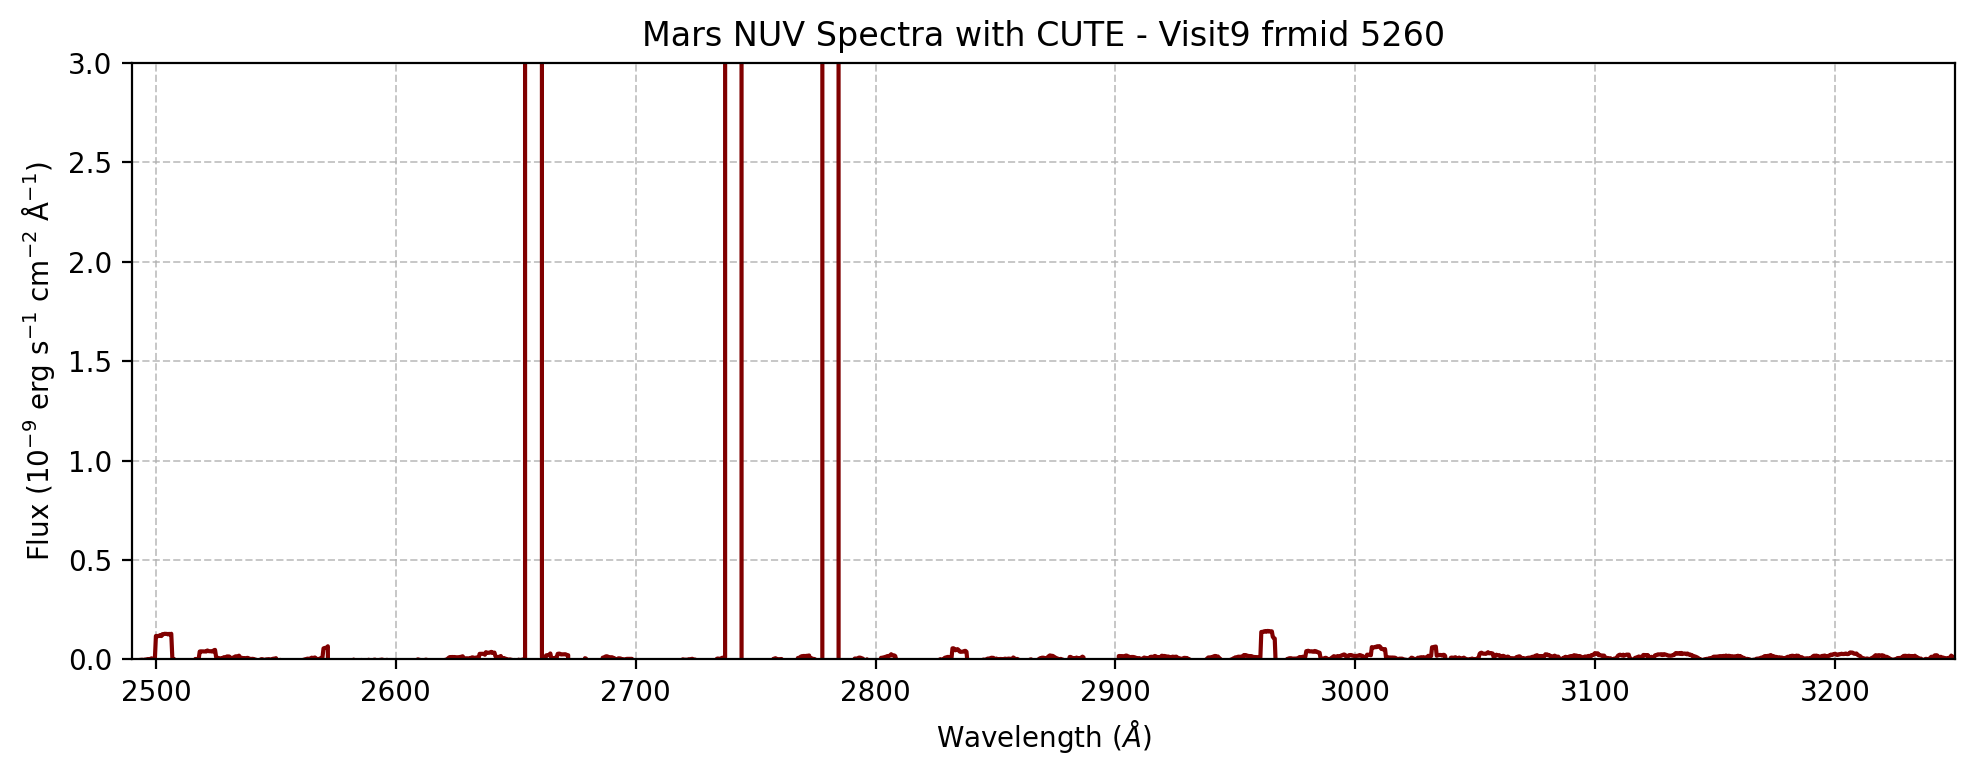 Mars NUV Spectra with CUTE - Visit9 frmid 5260
Flux (10⁻⁹ erg s⁻¹ cm⁻² Å⁻¹)
3.0
2.5
2.0
1.5
1.0
0.5
0.0
2500 2600 2700 2800 2900 3000 3100 3200
Wavelength (Å)